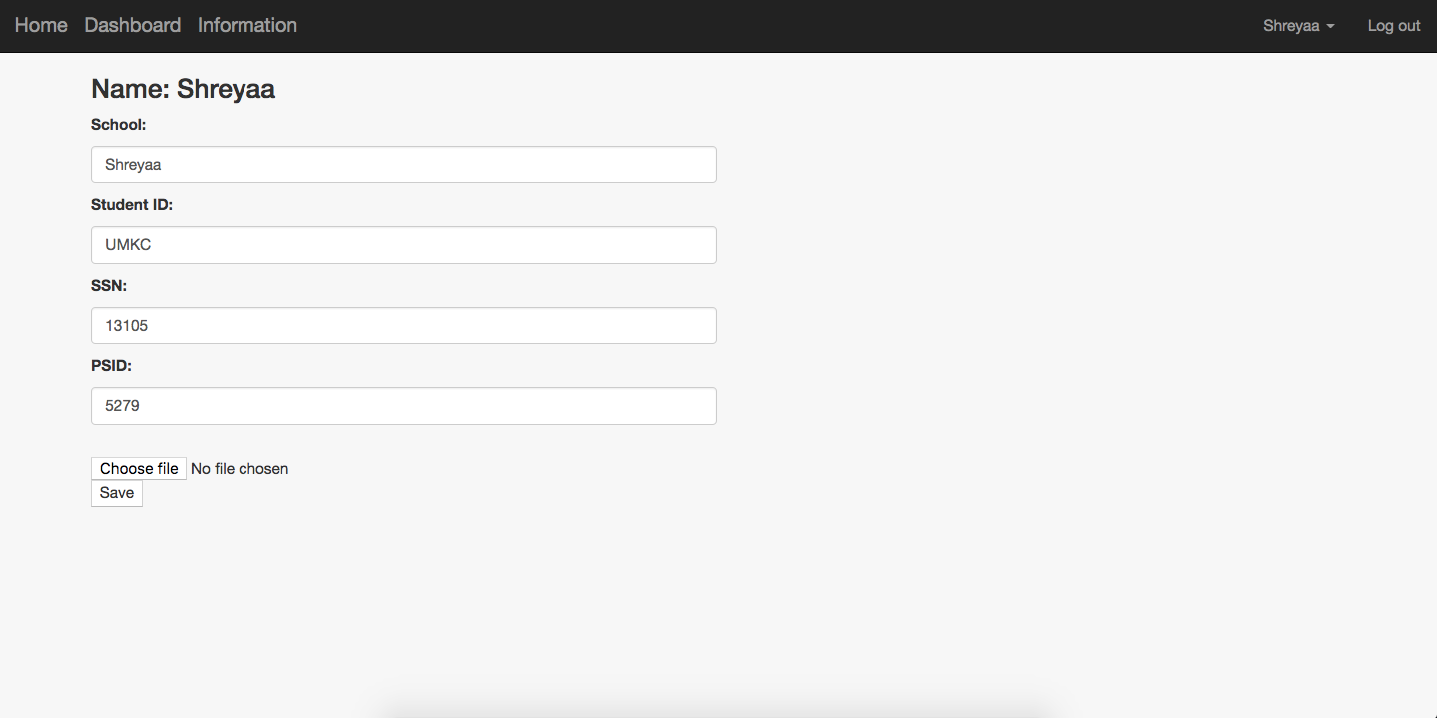 Home Dashboard Information Shreyaa Log out
Name: Shreyaa
School:
Shreyaa
Student ID:
UMKC
SSN:
13105
PSID:
5279
Choose file No file chosen
Save